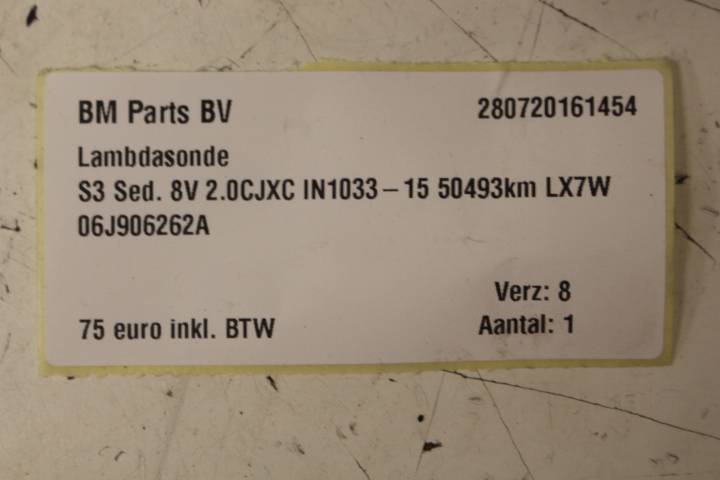 BM Parts BV 280720161454
Lambdasonde
S3 Sed. 8V 2.0CJXC IN1033-15 50493km LX7W
06J906262A
Verz: 8
75 euro inkl. BTW Aantal: 1